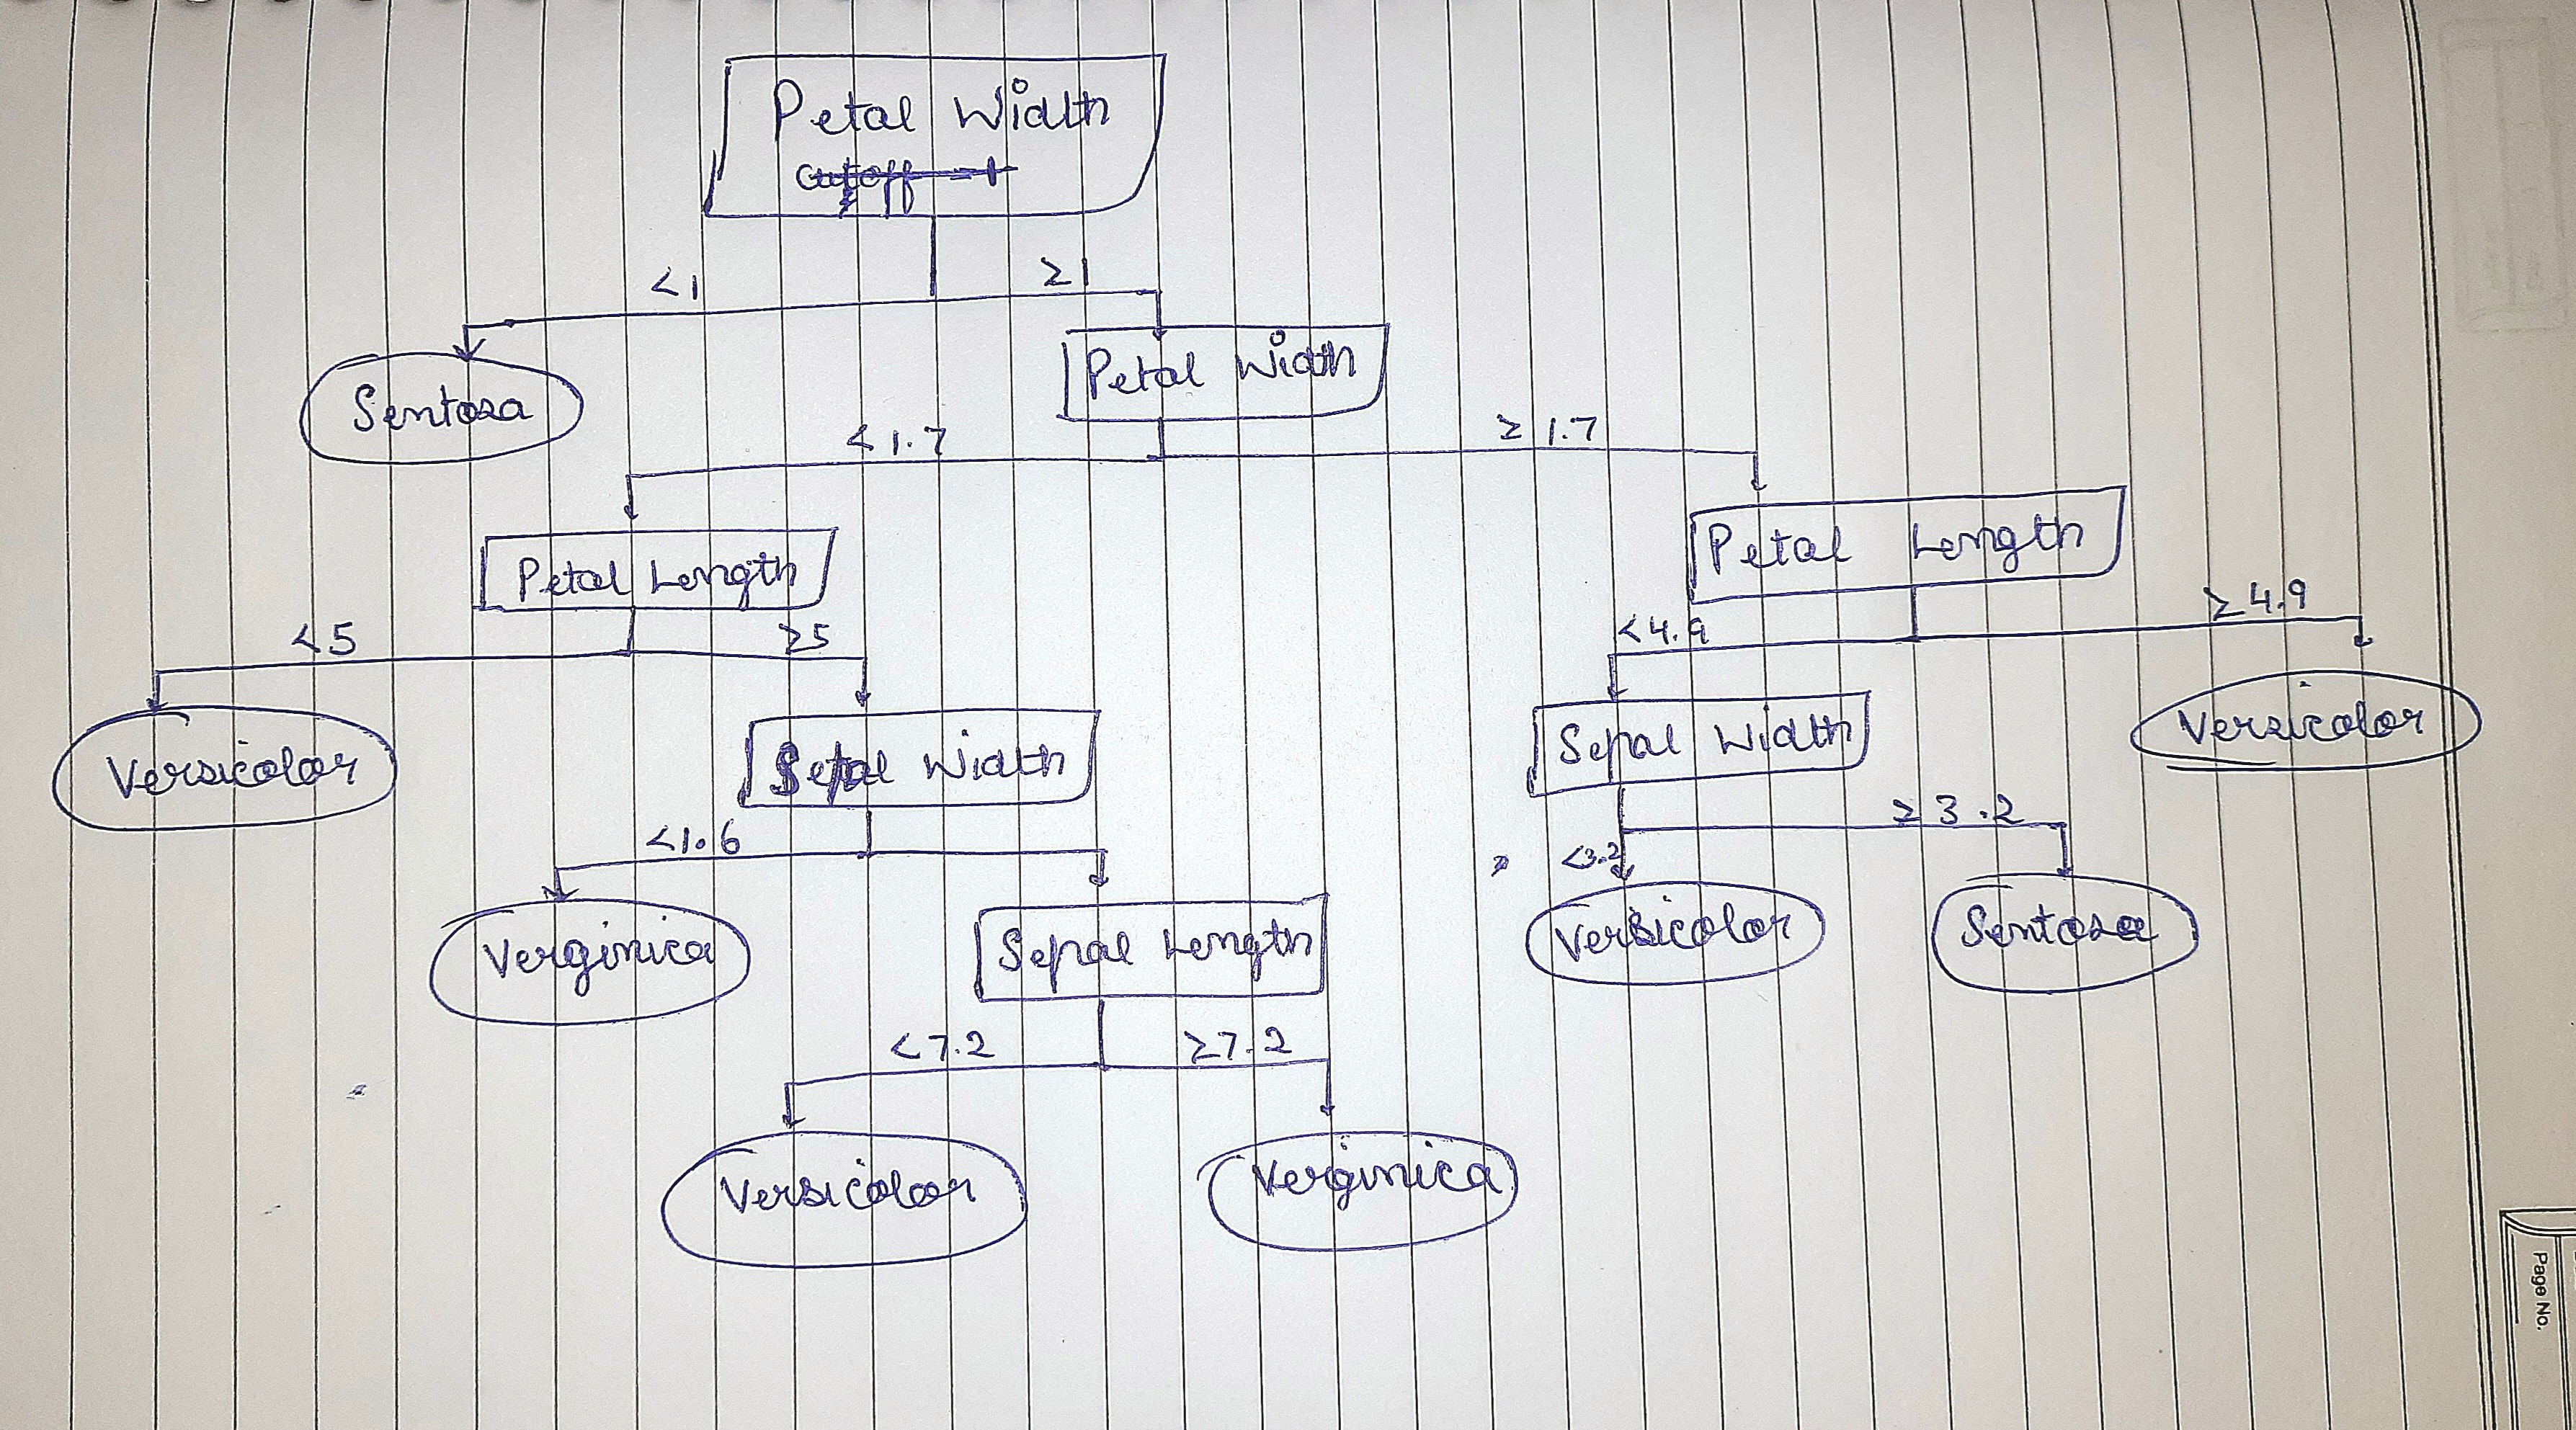 Petal Width
cutoff = 1
<1
≥1
Sentosa
Petal Width
<1.7
≥1.7
Petal Length
Petal Length
<5
≥5
<4.9
≥4.9
Versicolor
Sepal Width
Sepal Width
Versicolor
<1.6
<3.2
≥3.2
Verginica
Sepal Length
Versicolor
Sentosa
<7.2
≥7.2
Versicolor
Verginica
Page No.